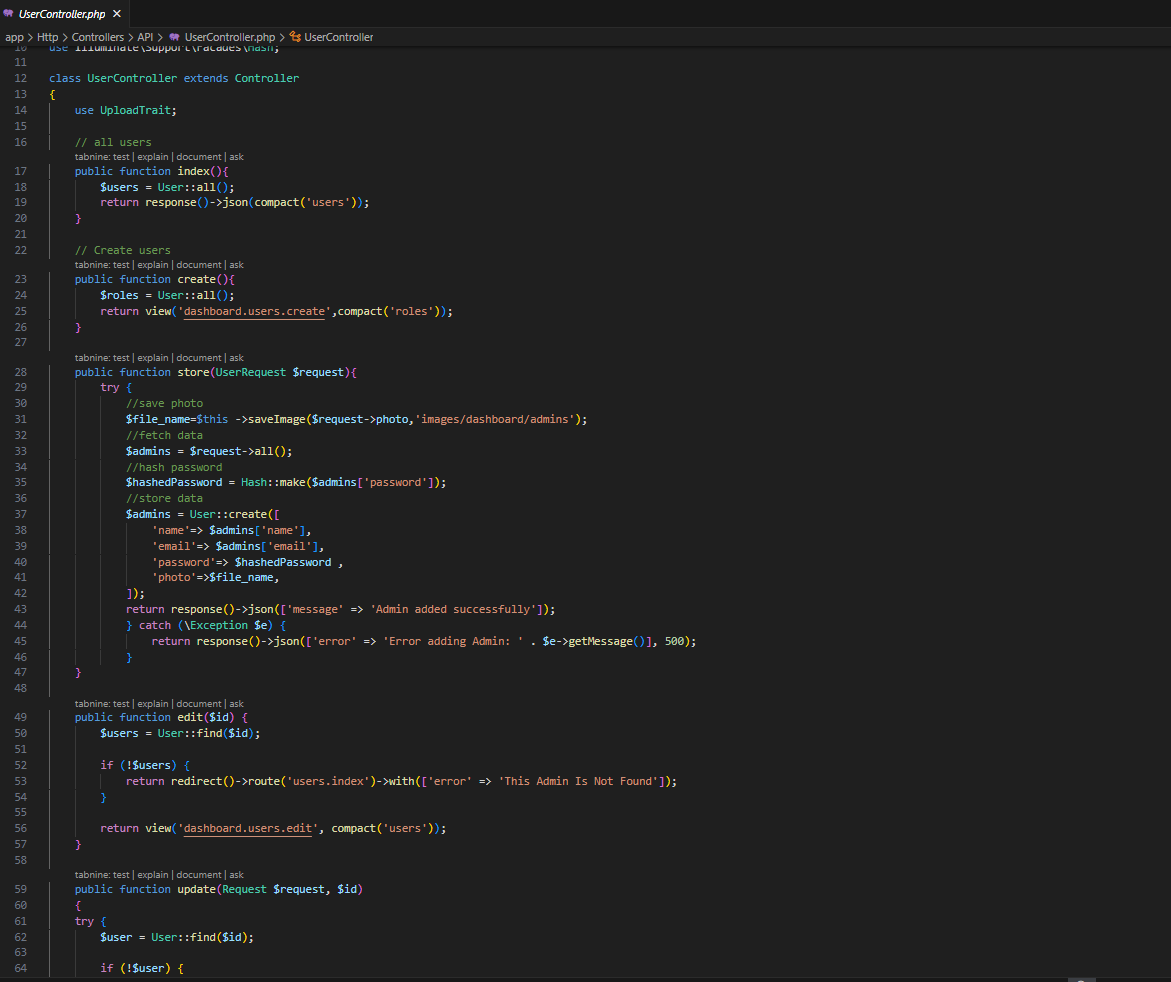 UserController.php ×
app > Http > Controllers > API > UserController.php > UserController
10 use Illuminate\Support\Facades\Hash;
11
12 class UserController extends Controller
13 {
14 use UploadTrait;
15
16 // all users
tabnine: test | explain | document | ask
17 public function index(){
18 $users = User::all();
19 return response()->json(compact('users'));
20 }
21
22 // Create users
tabnine: test | explain | document | ask
23 public function create(){
24 $roles = User::all();
25 return view('dashboard.users.create',compact('roles'));
26 }
27
tabnine: test | explain | document | ask
28 public function store(UserRequest $request){
29 try {
30 //save photo
31 $file_name=$this ->saveImage($request->photo,'images/dashboard/admins');
32 //fetch data
33 $admins = $request->all();
34 //hash password
35 $hashedPassword = Hash::make($admins['password']);
36 //store data
37 $admins = User::create([
38 'name'=> $admins['name'],
39 'email'=> $admins['email'],
40 'password'=> $hashedPassword ,
41 'photo'=>$file_name,
42 ]);
43 return response()->json(['message' => 'Admin added successfully']);
44 } catch (\Exception $e) {
45 return response()->json(['error' => 'Error adding Admin: ' . $e->getMessage()], 500);
46 }
47 }
48
tabnine: test | explain | document | ask
49 public function edit($id) {
50 $users = User::find($id);
51
52 if (!$users) {
53 return redirect()->route('users.index')->with(['error' => 'This Admin Is Not Found']);
54 }
55
56 return view('dashboard.users.edit', compact('users'));
57 }
58
tabnine: test | explain | document | ask
59 public function update(Request $request, $id)
60 {
61 try {
62 $user = User::find($id);
63
64 if (!$user) {